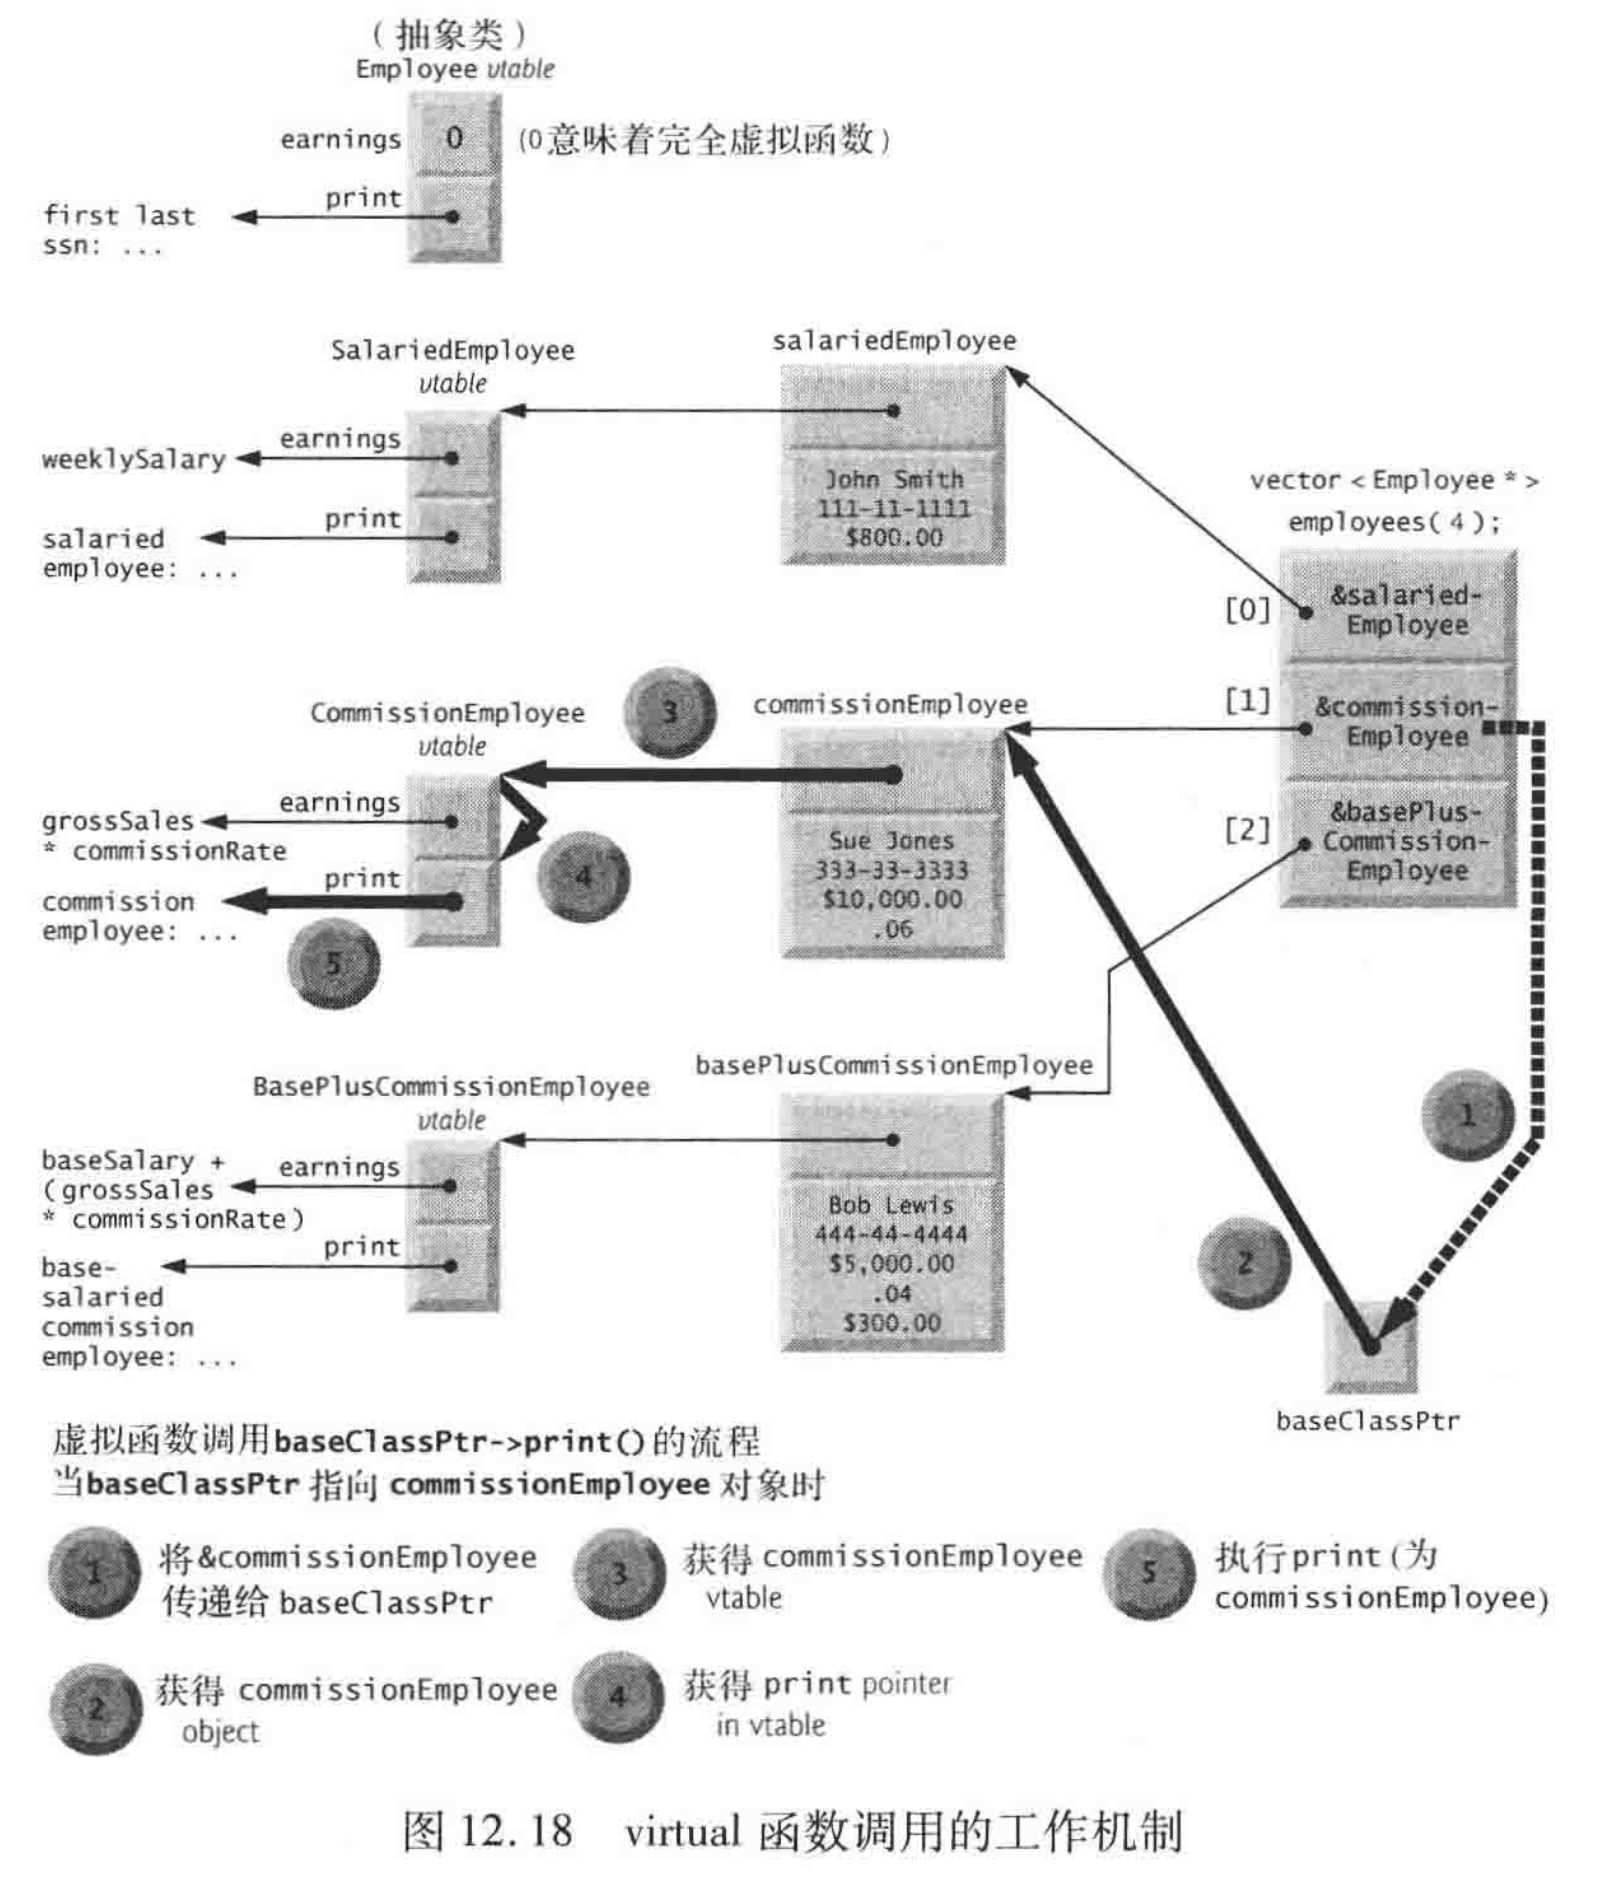 （抽象类）
Employee vtable
earnings 0 (0意味着完全虚拟函数)
print
first last
ssn: ...
SalariedEmployee
vtable
earnings
weeklySalary
print
salaried
employee: ...
salariedEmployee
John Smith
111-11-1111
$800.00
vector < Employee * >
employees( 4 );
[0] &salaried-
Employee
[1] &commission-
Employee
[2] &basePlus-
Commission-
Employee
CommissionEmployee
vtable
3
earnings
grossSales
* commissionRate
4
print
commission
employee: ...
5
commissionEmployee
Sue Jones
333-33-3333
$10,000.00
.06
BasePlusCommissionEmployee
vtable
earnings
baseSalary +
(grossSales
* commissionRate)
print
base-
salaried
commission
employee: ...
basePlusCommissionEmployee
Bob Lewis
444-44-4444
$5,000.00
.04
$300.00
1
2
baseClassPtr
虚拟函数调用baseClassPtr->print()的流程
当baseClassPtr 指向 commissionEmployee 对象时
1 将&commissionEmployee
传递给 baseClassPtr
2 获得 commissionEmployee
object
3 获得 commissionEmployee
vtable
4 获得 print pointer
in vtable
5 执行print (为
commissionEmployee)
图 12.18 virtual 函数调用的工作机制